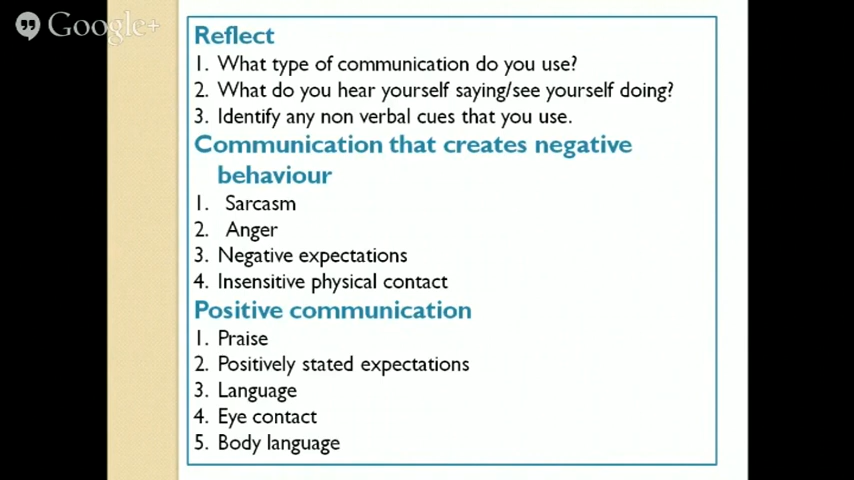 Google+
Reflect
1. What type of communication do you use?
2. What do you hear yourself saying/see yourself doing?
3. Identify any non verbal cues that you use.
Communication that creates negative
behaviour
1. Sarcasm
2. Anger
3. Negative expectations
4. Insensitive physical contact
Positive communication
1. Praise
2. Positively stated expectations
3. Language
4. Eye contact
5. Body language